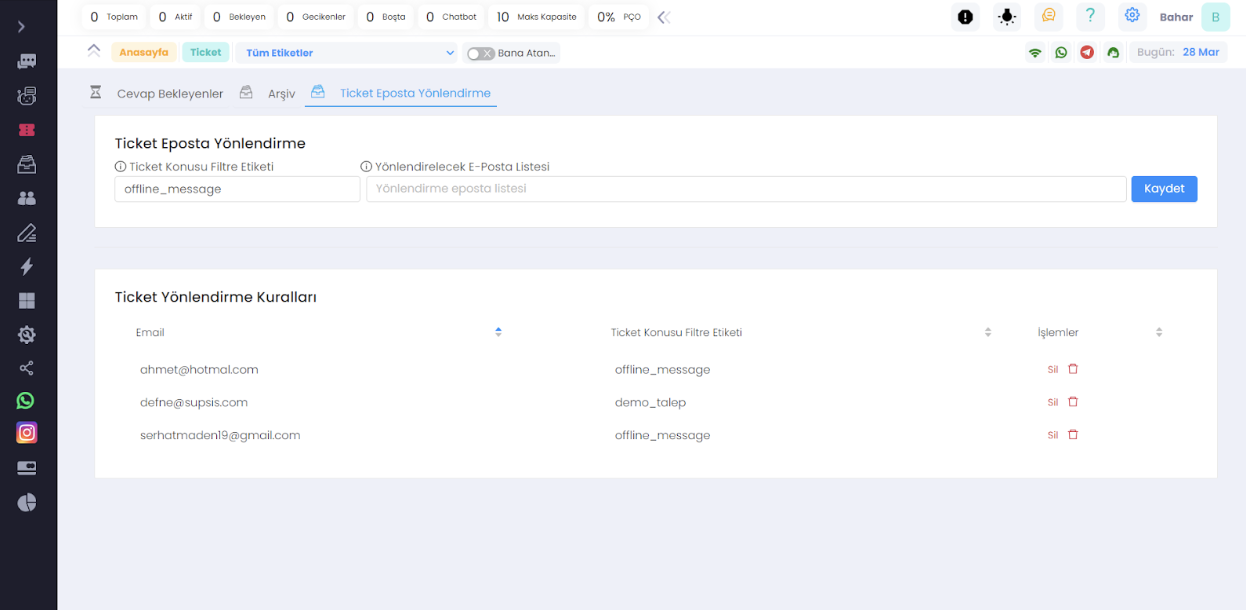 0 Toplam 0 Aktif 0 Bekleyen 0 Gecikenler 0 Boşta 0 Chatbot 10 Maks Kapasite 0% PÇO ? Bahar B
Anasayfa Ticket Tüm Etiketler Bana Atan... Bugün: 28 Mar
Cevap Bekleyenler Arşiv Ticket Eposta Yönlendirme
Ticket Eposta Yönlendirme
Ticket Konusu Filtre Etiketi Yönlendirelecek E-Posta Listesi
offline_message Yönlendirme eposta listesi Kaydet
Ticket Yönlendirme Kuralları
Email Ticket Konusu Filtre Etiketi İşlemler
ahmet@hotmal.com offline_message Sil
defne@supsis.com demo_talep Sil
serhatmaden19@gmail.com offline_message Sil